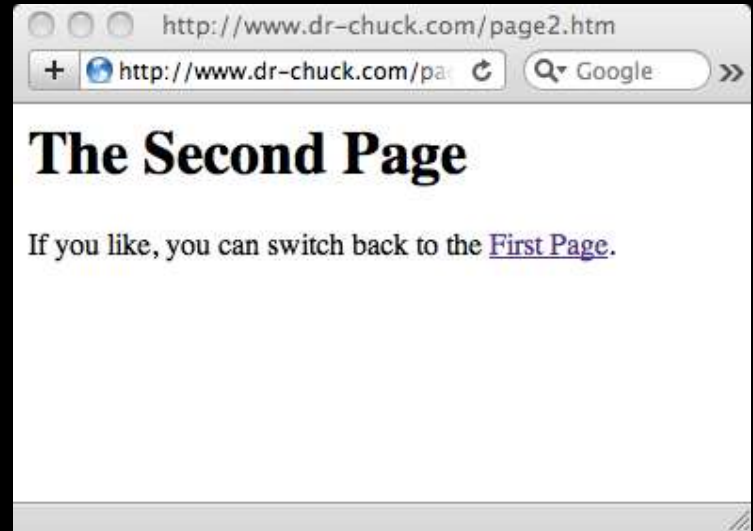 http://www.dr-chuck.com/page2.htm
+ http://www.dr-chuck.com/pa Google »
The Second Page
If you like, you can switch back to the First Page.